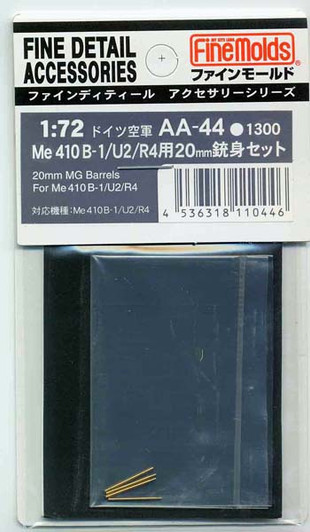 FINE DETAIL
ACCESSORIES
FineMolds
ファインモールド
ファインディティール アクセサリーシリーズ
1:72 ドイツ空軍 AA-44 ●1300
Me 410 B-1/U2/R4用20mm銃身セット
20mm MG Barrels
For Me 410 B-1/U2/R4
対応機種:Me 410 B-1/U2/R4
4 536318 110446